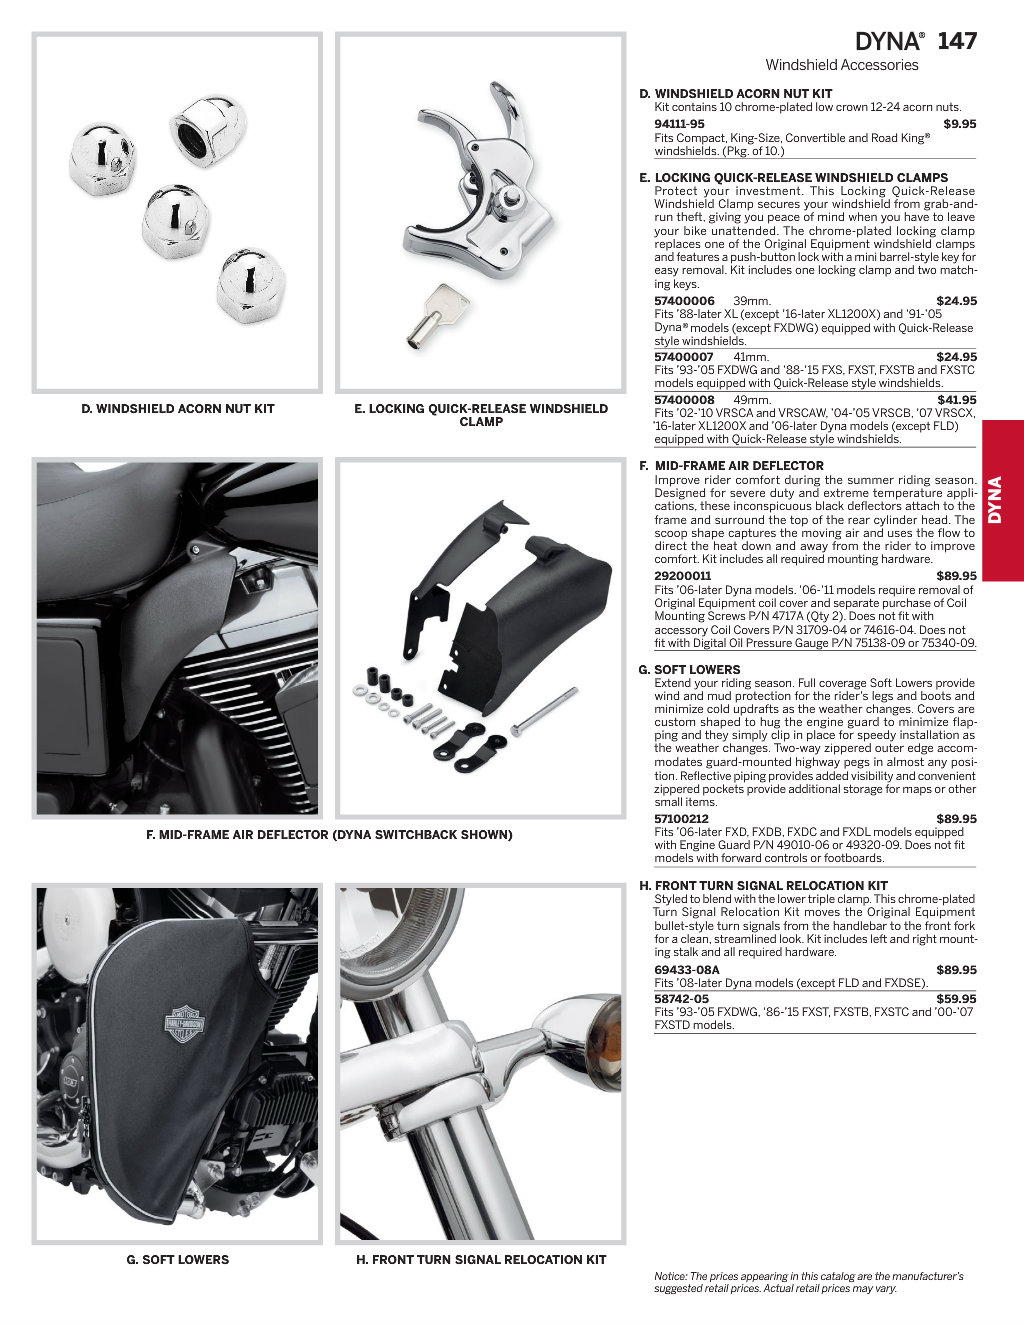 DYNA® 147
Windshield Accessories
D. WINDSHIELD ACORN NUT KIT
Kit contains 10 chrome-plated low crown 12-24 acorn nuts.
94111-95 $9.95
Fits Compact, King-Size, Convertible and Road King®
windshields. (Pkg. of 10.)
E. LOCKING QUICK-RELEASE WINDSHIELD CLAMPS
Protect your investment. This Locking Quick-Release
Windshield Clamp secures your windshield from grab-and-
run theft, giving you peace of mind when you have to leave
your bike unattended. The chrome-plated locking clamp
replaces one of the Original Equipment windshield clamps
and features a push-button lock with a mini barrel-style key for
easy removal. Kit includes one locking clamp and two match-
ing keys.
57400006 39mm. $24.95
Fits '88-later XL (except '16-later XL1200X) and '91-'05
Dyna® models (except FXDWG) equipped with Quick-Release
style windshields.
57400007 41mm. $24.95
Fits '93-'05 FXDWG and '88-'15 FXS, FXST, FXSTB and FXSTC
models equipped with Quick-Release style windshields.
57400008 49mm. $41.95
Fits '02-'10 VRSCA and VRSCAW, '04-'05 VRSCB, '07 VRSCX,
'16-later XL1200X and '06-later Dyna models (except FLD)
equipped with Quick-Release style windshields.
F. MID-FRAME AIR DEFLECTOR
Improve rider comfort during the summer riding season.
Designed for severe duty and extreme temperature appli-
cations, these inconspicuous black deflectors attach to the
frame and surround the top of the rear cylinder head. The
scoop shape captures the moving air and uses the flow to
direct the heat down and away from the rider to improve
comfort. Kit includes all required mounting hardware.
29200011 $89.95
Fits '06-later Dyna models. '06-'11 models require removal of
Original Equipment coil cover and separate purchase of Coil
Mounting Screws P/N 4717A (Qty 2). Does not fit with
accessory Coil Covers P/N 31709-04 or 74616-04. Does not
fit with Digital Oil Pressure Gauge P/N 75138-09 or 75340-09.
G. SOFT LOWERS
Extend your riding season. Full coverage Soft Lowers provide
wind and mud protection for the rider's legs and boots and
minimize cold updrafts as the weather changes. Covers are
custom shaped to hug the engine guard to minimize flap-
ping and they simply clip in place for speedy installation as
the weather changes. Two-way zippered outer edge accom-
modates guard-mounted highway pegs in almost any posi-
tion. Reflective piping provides added visibility and convenient
zippered pockets provide additional storage for maps or other
small items.
57100212 $89.95
Fits '06-later FXD, FXDB, FXDC and FXDL models equipped
with Engine Guard P/N 49010-06 or 49320-09. Does not fit
models with forward controls or footboards.
H. FRONT TURN SIGNAL RELOCATION KIT
Styled to blend with the lower triple clamp. This chrome-plated
Turn Signal Relocation Kit moves the Original Equipment
bullet-style turn signals from the handlebar to the front fork
for a clean, streamlined look. Kit includes left and right mount-
ing stalk and all required hardware.
69433-08A $89.95
Fits '08-later Dyna models (except FLD and FXDSE).
58742-05 $59.95
Fits '93-'05 FXDWG, '86-'15 FXST, FXSTB, FXSTC and '00-'07
FXSTD models.
DYNA
D. WINDSHIELD ACORN NUT KIT
E. LOCKING QUICK-RELEASE WINDSHIELD
CLAMP
F. MID-FRAME AIR DEFLECTOR (DYNA SWITCHBACK SHOWN)
MOTOR
HARLEY-DAVIDSON
CYCLES
G. SOFT LOWERS
H. FRONT TURN SIGNAL RELOCATION KIT
Notice: The prices appearing in this catalog are the manufacturer's
suggested retail prices. Actual retail prices may vary.